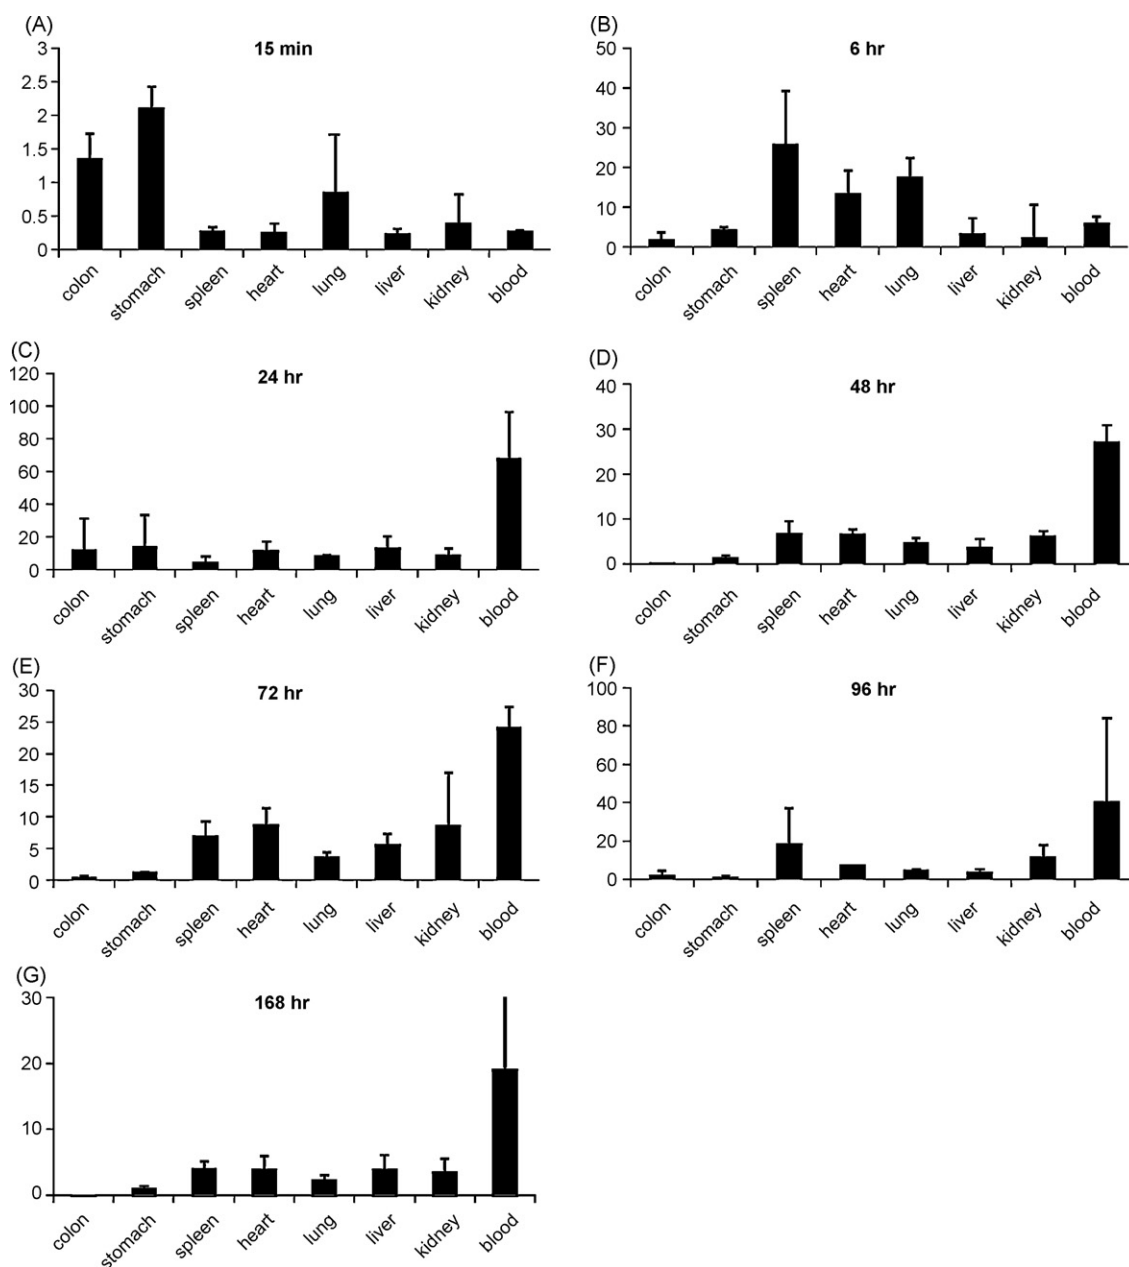 (A)
15 min
3
2.5
2
1.5
1
0.5
0
colon stomach spleen heart lung liver kidney blood
(B)
6 hr
50
40
30
20
10
0
colon stomach spleen heart lung liver kidney blood
(C)
24 hr
120
100
80
60
40
20
0
colon stomach spleen heart lung liver kidney blood
(D)
48 hr
40
30
20
10
0
colon stomach spleen heart lung liver kidney blood
(E)
72 hr
30
25
20
15
10
5
0
colon stomach spleen heart lung liver kidney blood
(F)
96 hr
100
80
60
40
20
0
colon stomach spleen heart lung liver kidney blood
(G)
168 hr
30
20
10
0
colon stomach spleen heart lung liver kidney blood